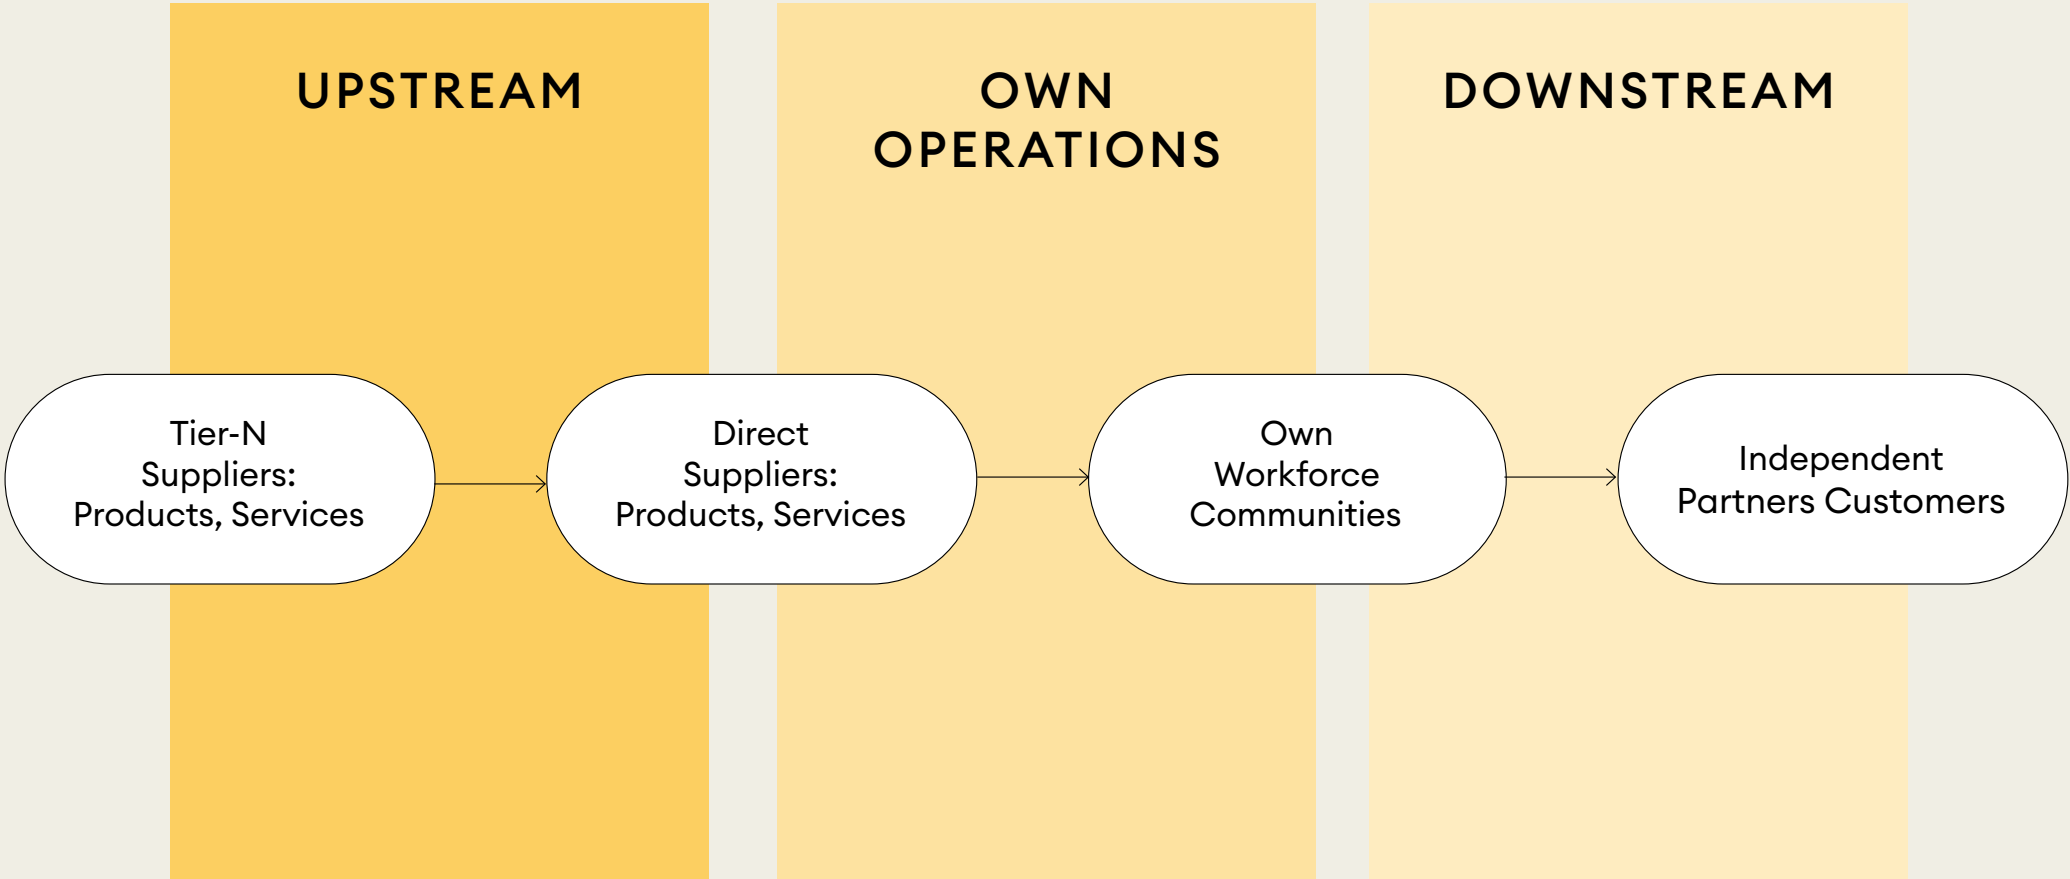 UPSTREAM
OWN
OPERATIONS
DOWNSTREAM
Tier-N
Suppliers:
Products, Services
Direct
Suppliers:
Products, Services
Own
Workforce
Communities
Independent
Partners Customers